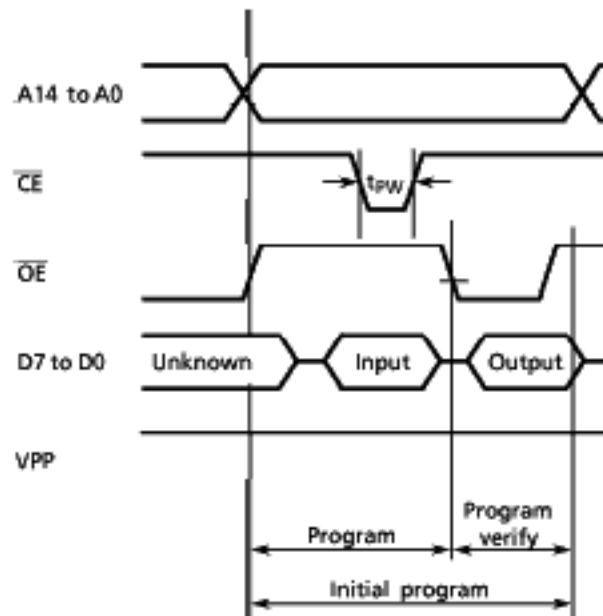 A14 to A0
CE
tPW
OE
D7 to D0
Unknown
Input
Output
VPP
Program
Program
verify
Initial program